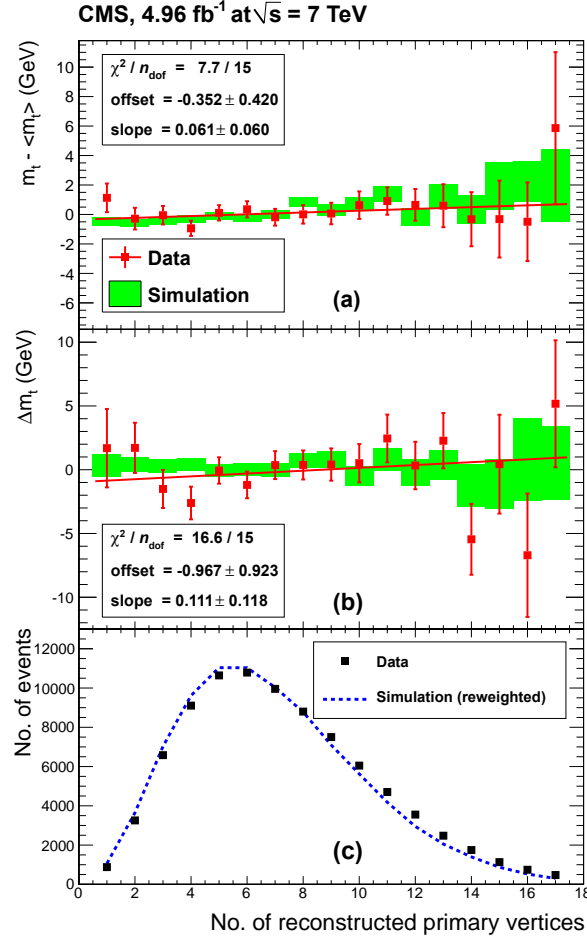 CMS, 4.96 fb⁻¹ at √s = 7 TeV
m_t - <m_t> (GeV)
10
8
6
4
2
0
-2
-4
-6
χ² / n_dof = 7.7 / 15
offset = -0.352 ± 0.420
slope = 0.061 ± 0.060
Data
Simulation
(a)
Δm_t (GeV)
10
5
0
-5
-10
χ² / n_dof = 16.6 / 15
offset = -0.967 ± 0.923
slope = 0.111 ± 0.118
(b)
No. of events
12000
10000
8000
6000
4000
2000
0
Data
Simulation (reweighted)
(c)
0 2 4 6 8 10 12 14 16 18
No. of reconstructed primary vertices